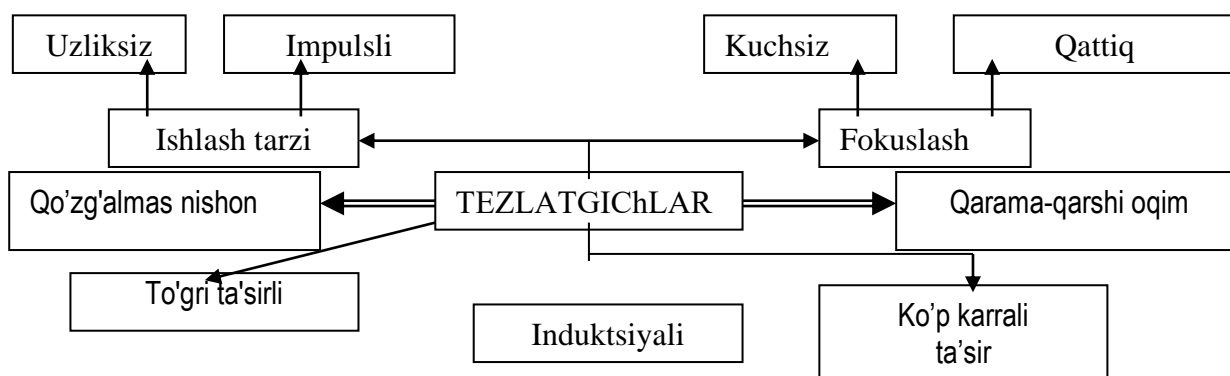 Uzliksiz
Impulsli
Kuchsiz
Qattiq
Ishlash tarzi
Fokuslash
Qo’zg'almas nishon
TEZLATGIChLAR
Qarama-qarshi oqim
To'gri ta'sirli
Induktsiyali
Ko’p karrali
ta’sir